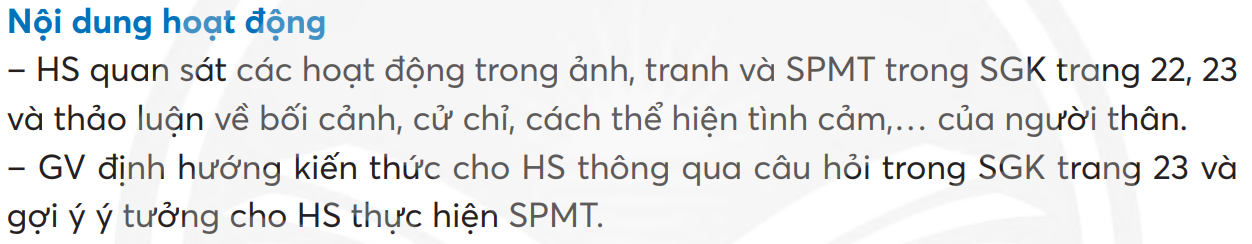 Nội dung hoạt động
– HS quan sát các hoạt động trong ảnh, tranh và SPMT trong SGK trang 22, 23
và thảo luận về bối cảnh, cử chỉ, cách thể hiện tình cảm,… của người thân.
– GV định hướng kiến thức cho HS thông qua câu hỏi trong SGK trang 23 và
gợi ý ý tưởng cho HS thực hiện SPMT.